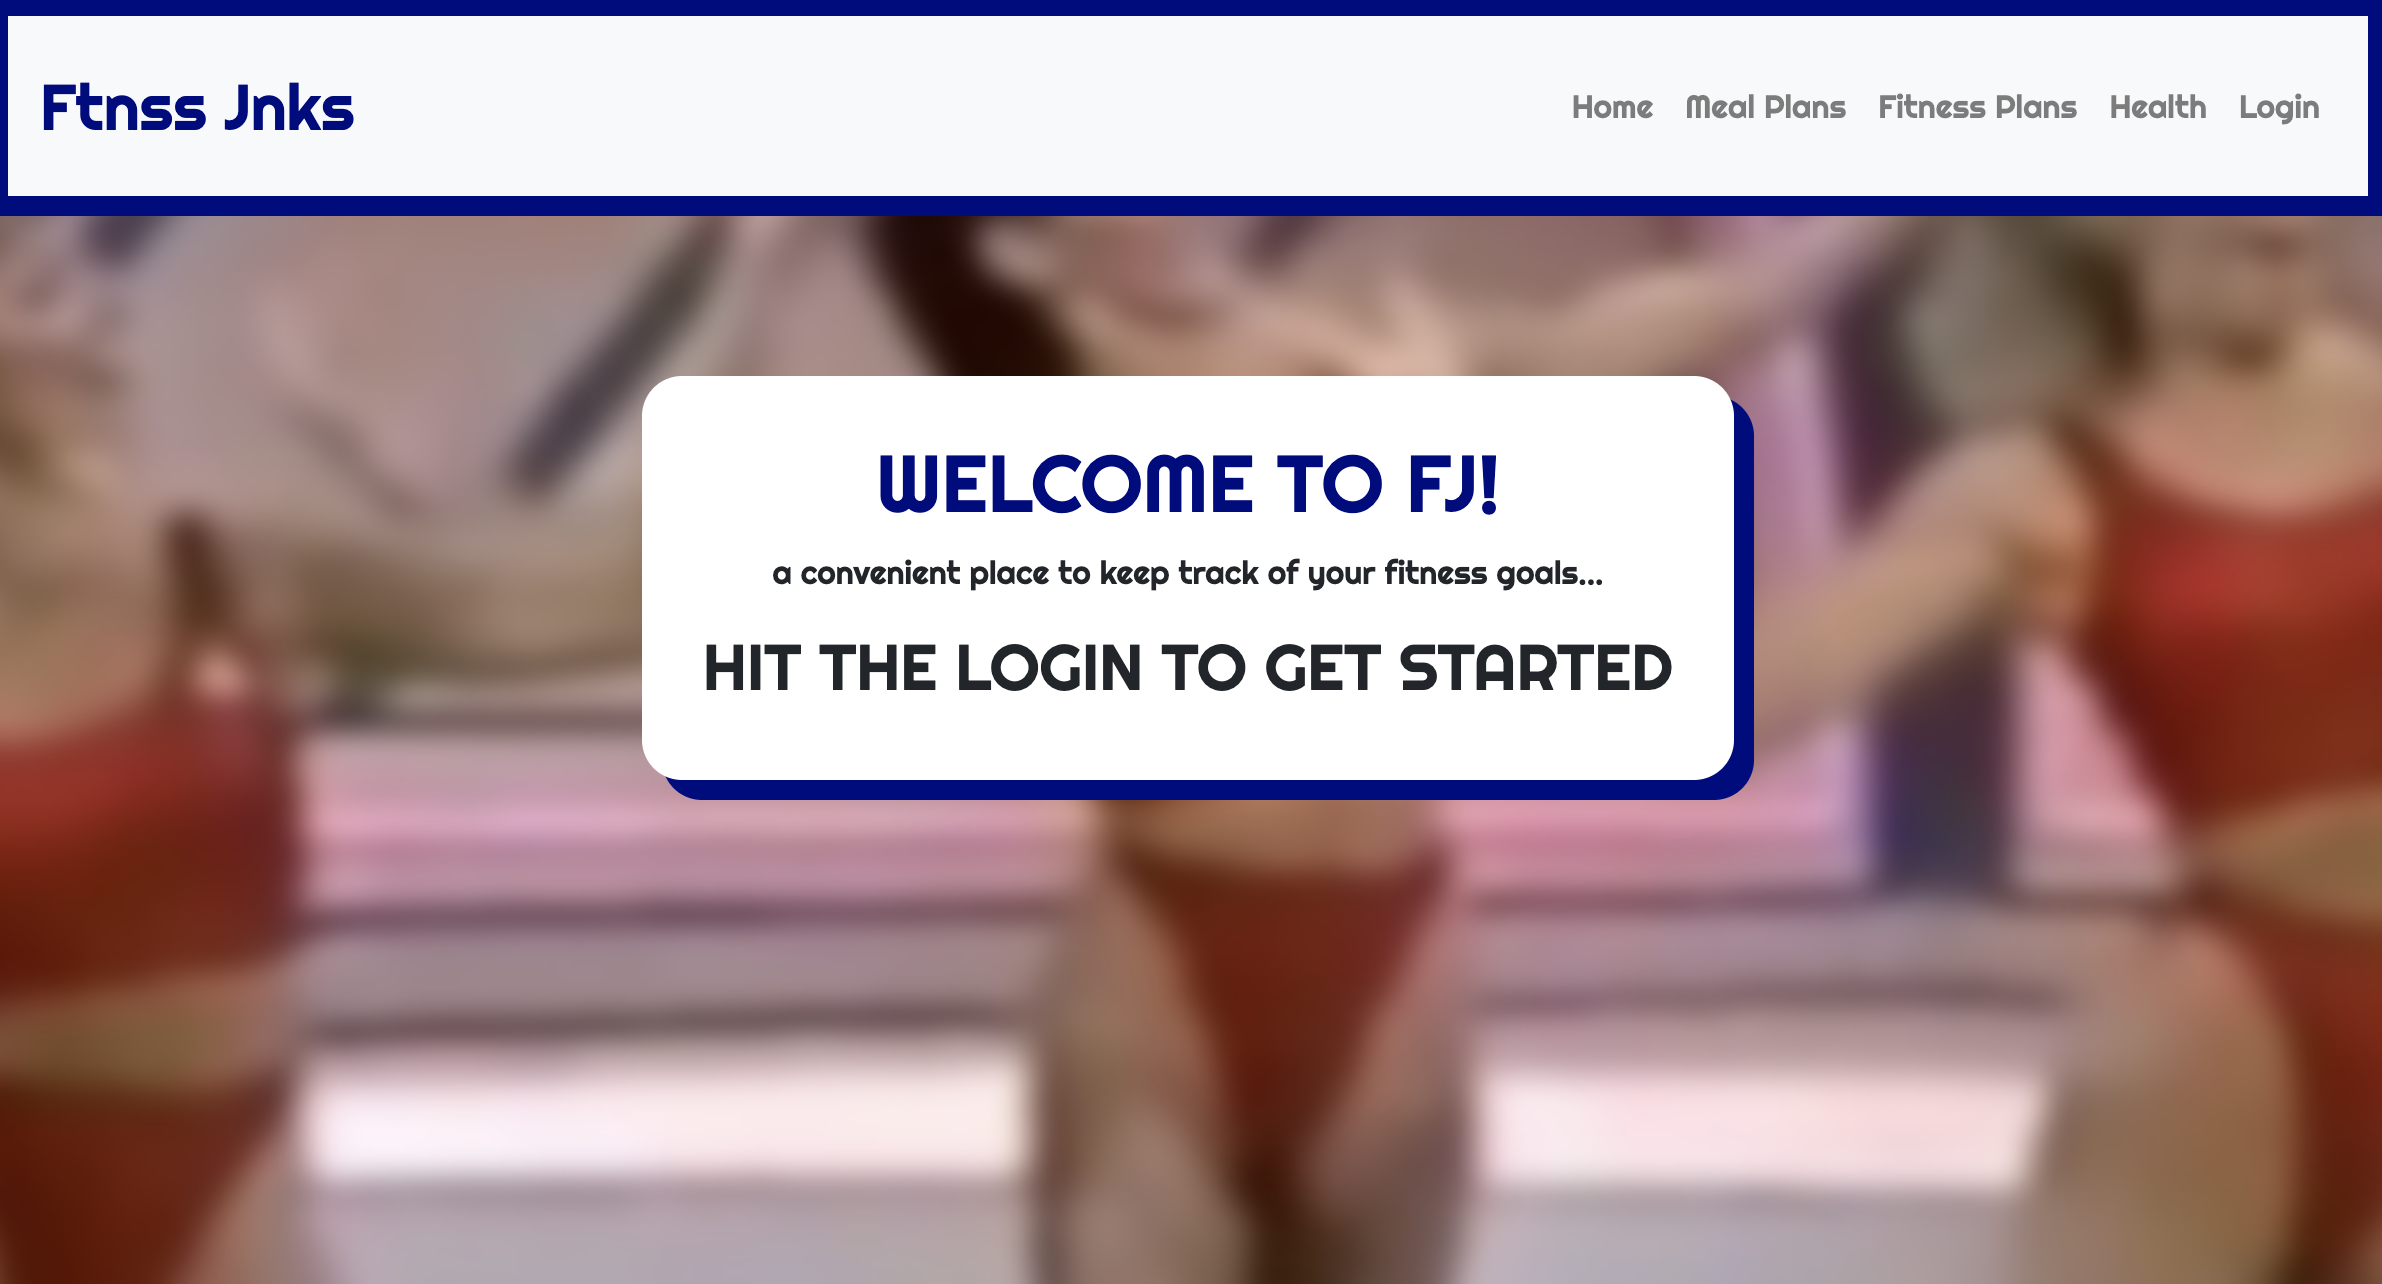 Ftnss Jnks
Home Meal Plans Fitness Plans Health Login
WELCOME TO FJ!
a convenient place to keep track of your fitness goals...
HIT THE LOGIN TO GET STARTED